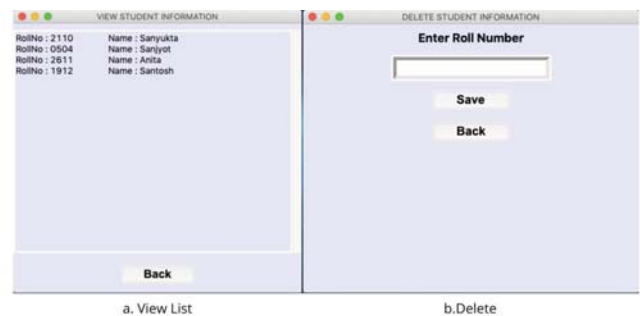 VIEW STUDENT INFORMATION
RollNo : 2110 Name : Sanyukta
RollNo : 0504 Name : Sanjyot
RollNo : 2611 Name : Anita
RollNo : 1912 Name : Santosh
Back
a. View List
DELETE STUDENT INFORMATION
Enter Roll Number
Save
Back
b.Delete